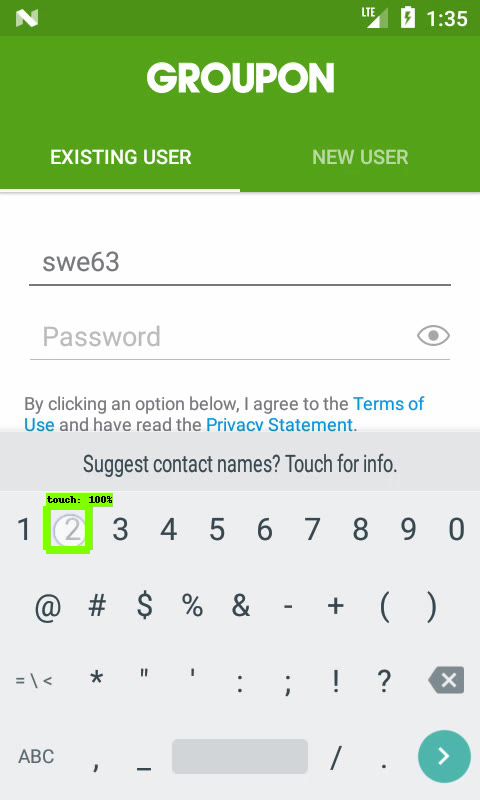 LTE 1:35
GROUPON
EXISTING USER NEW USER
swe63
Password
By clicking an option below, I agree to the Terms of
Use and have read the Privacy Statement.
Suggest contact names? Touch for info.
touch: 100%
1 2 3 4 5 6 7 8 9 0
@ # $ % & - + ( )
= \ < * " ' : ; ! ?
ABC , _ / .